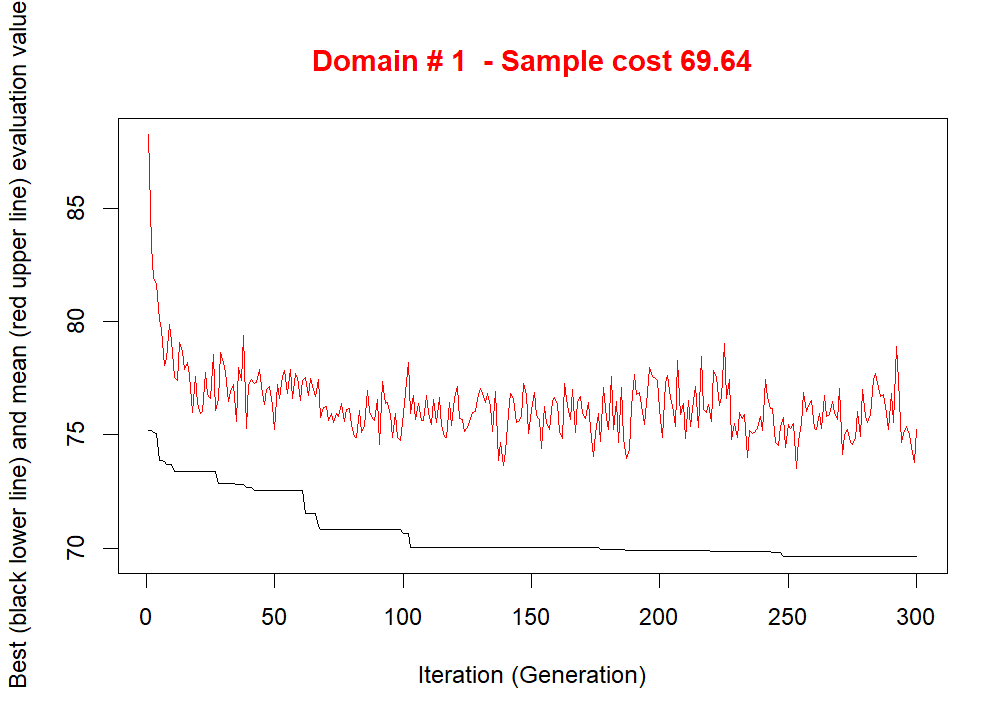 Domain # 1  - Sample cost 69.64
Best (black lower line) and mean (red upper line) evaluation value
85
80
75
70
0 50 100 150 200 250 300
Iteration (Generation)